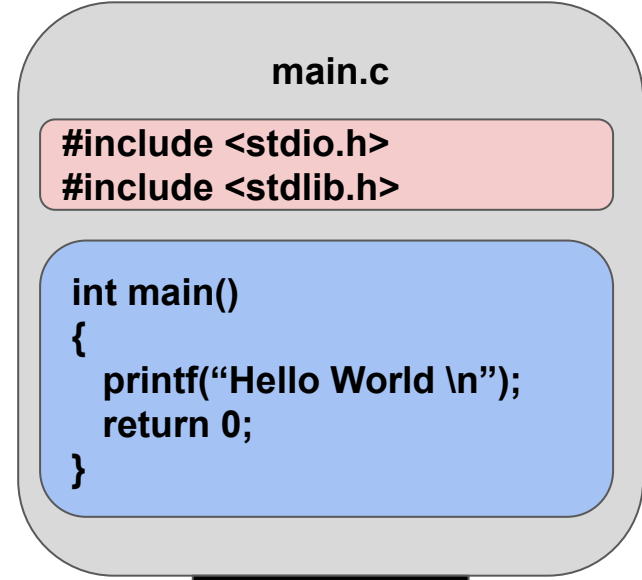 main.c
#include <stdio.h>
#include <stdlib.h>
int main()
{
printf(“Hello World \n”);
return 0;
}